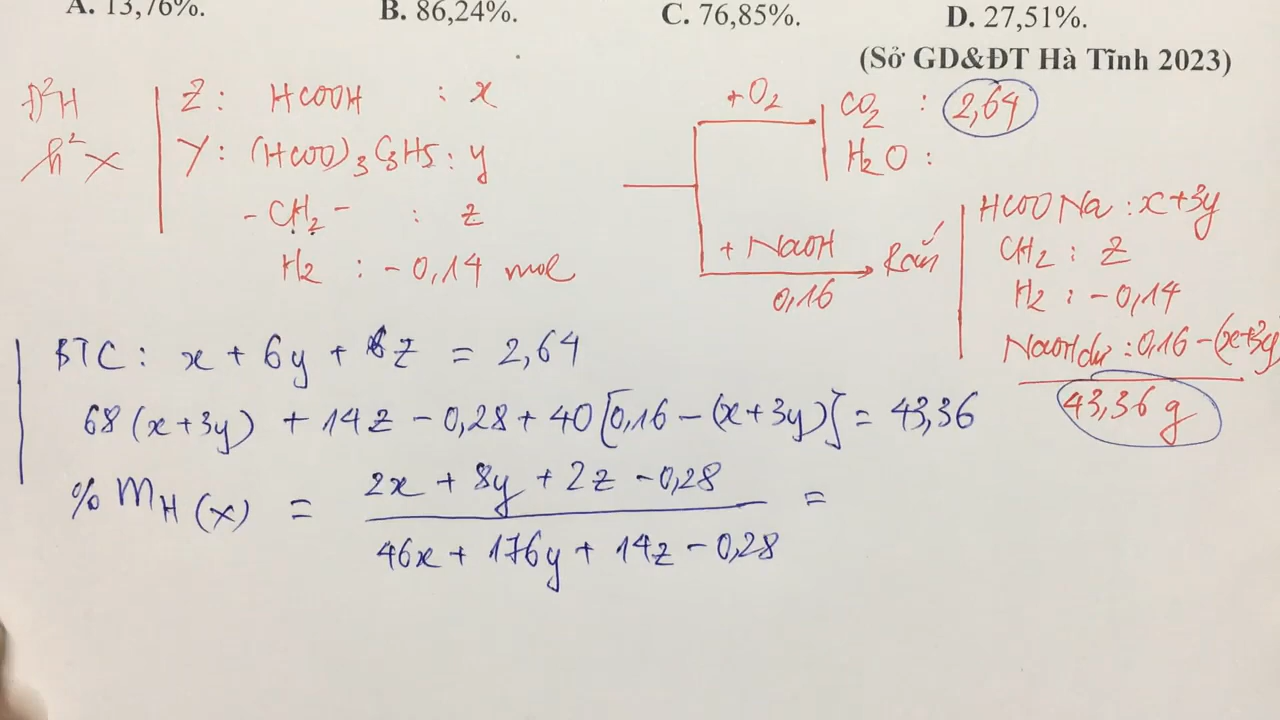 A. 13,76%. B. 86,24%. C. 76,85%. D. 27,51%.
(Sở GD&ĐT Hà Tĩnh 2023)
Đ²H
h² X
Z : HCOOH : x
Y : (HCOO)₃C₃H₅ : y
- CH₂ - : z
H₂ : - 0,14 mol
+O₂
CO₂ : 2,64
H₂O :
+ NaOH
0,16
Rắn
HCOONa : x+3y
CH₂ : z
H₂ : - 0,14
NaOH dư : 0,16 - (x+3y
43,36 g
BTC : x + 6y + z = 2,64
68 (x+3y) + 14z - 0,28 + 40 [0,16 - (x+3y)] = 43,36
% mH (X) = (2x + 8y + 2z - 0,28) / (46x + 176y + 14z - 0,28) =